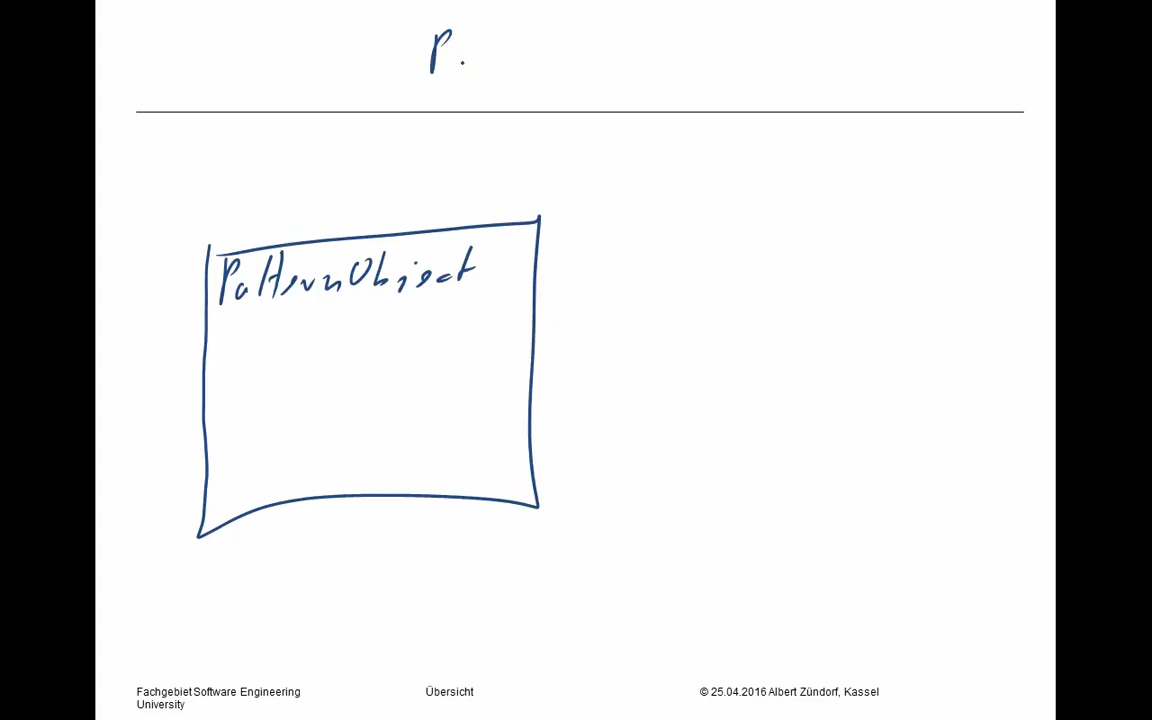 P.
PatternObject
Fachgebiet Software Engineering
University
Übersicht
© 25.04.2016 Albert Zündorf, Kassel